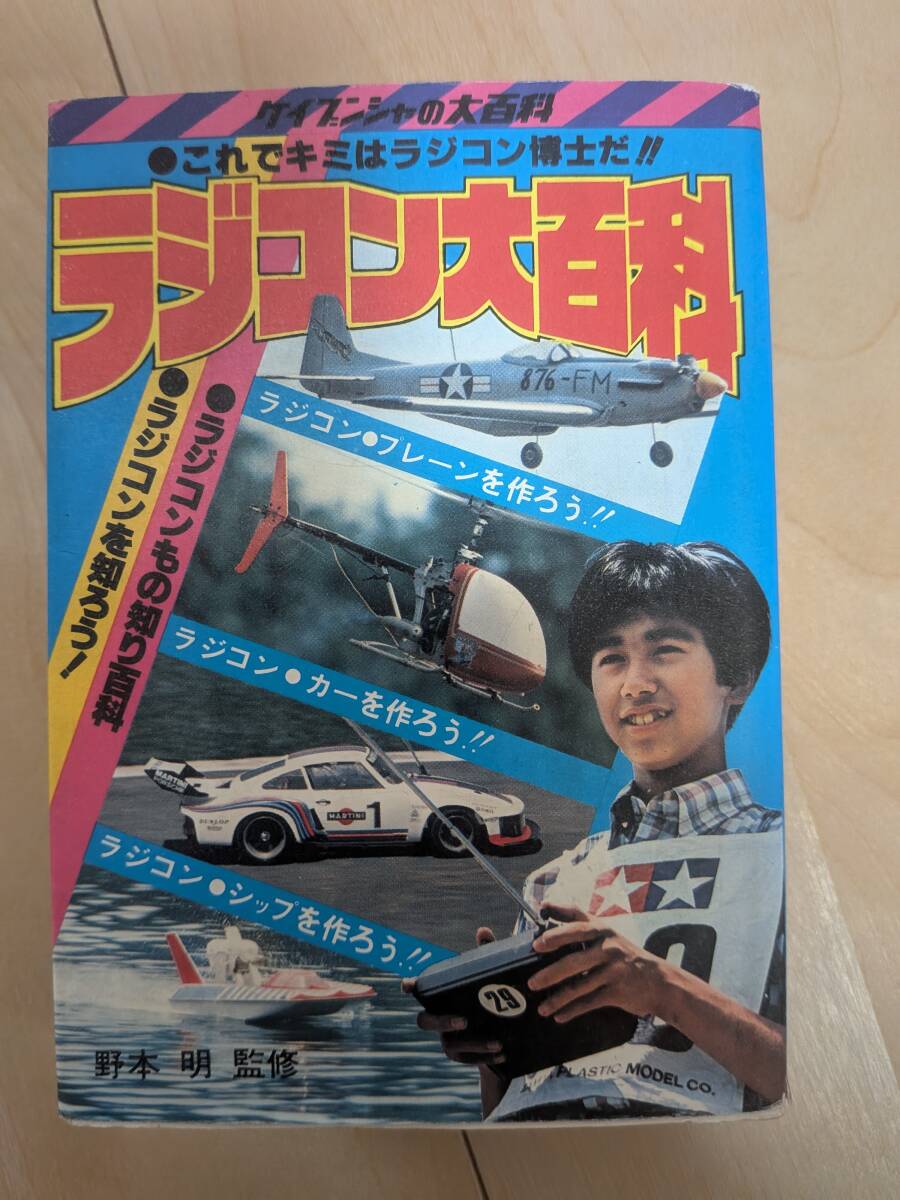 ケイブンシャの大百科
●これでキミはラジコン博士だ!!
ラジコン大百科
●ラジコンもの知り百科
●ラジコンを知ろう!
876-FM
ラジコン●プレーンを作ろう!!
ラジコン●カーを作ろう!!
MARTINI
MARTINI
1
DUNLOP
ラジコン●シップを作ろう!!
29
PLASTIC MODEL CO.
野本 明 監修